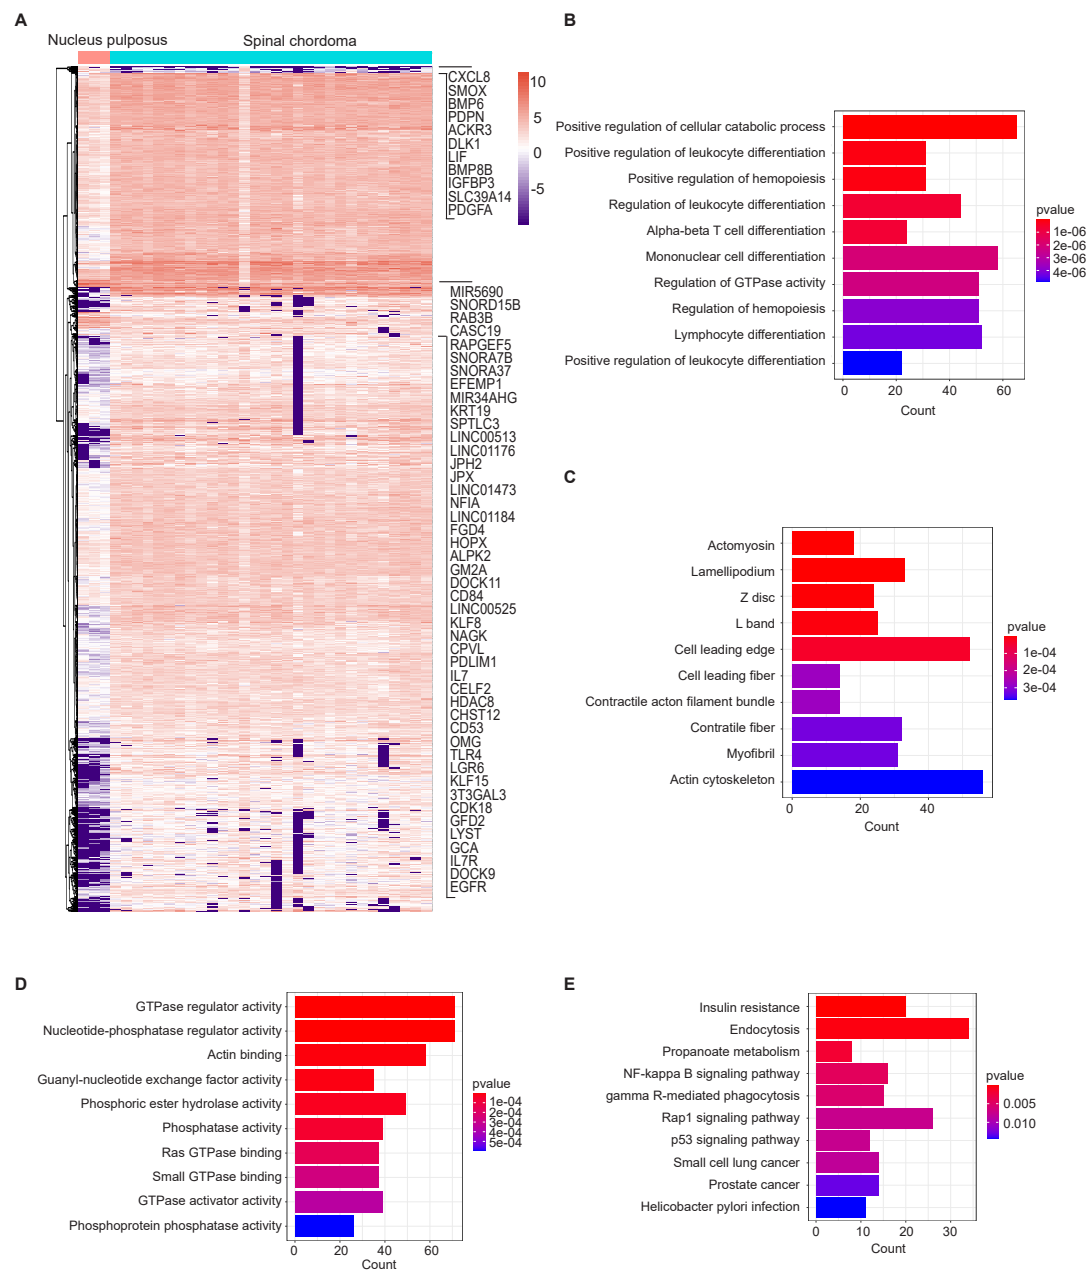 A
Nucleus pulposus
Spinal chordoma
CXCL8
SMOX
BMP6
PDPN
ACKR3
DLK1
LIF
BMP8B
IGFBP3
SLC39A14
PDGFA
MIR5690
SNORD15B
RAB3B
CASC19
RAPGEF5
SNORA7B
SNORA37
EFEMP1
MIR34AHG
KRT19
SPTLC3
LINC00513
LINC01176
JPH2
JPX
LINC01473
NFIA
LINC01184
FGD4
HOPX
ALPK2
GM2A
DOCK11
CD84
LINC00525
KLF8
NAGK
CPVL
PDLIM1
IL7
CELF2
HDAC8
CHST12
CD53
OMG
TLR4
LGR6
KLF15
3T3GAL3
CDK18
GFD2
LYST
GCA
IL7R
DOCK9
EGFR
10
5
0
-5
B
Positive regulation of cellular catabolic process
Positive regulation of leukocyte differentiation
Positive regulation of hemopoiesis
Regulation of leukocyte differentiation
Alpha-beta T cell differentiation
Mononuclear cell differentiation
Regulation of GTPase activity
Regulation of hemopoiesis
Lymphocyte differentiation
Positive regulation of leukocyte differentiation
0 20 40 60
Count
pvalue
1e-06
2e-06
3e-06
4e-06
C
Actomyosin
Lamellipodium
Z disc
L band
Cell leading edge
Cell leading fiber
Contractile acton filament bundle
Contratile fiber
Myofibril
Actin cytoskeleton
0 20 40
Count
pvalue
1e-04
2e-04
3e-04
D
GTPase regulator activity
Nucleotide-phosphatase regulator activity
Actin binding
Guanyl-nucleotide exchange factor activity
Phosphoric ester hydrolase activity
Phosphatase activity
Ras GTPase binding
Small GTPase binding
GTPase activator activity
Phosphoprotein phosphatase activity
0 20 40 60
Count
pvalue
1e-04
2e-04
3e-04
4e-04
5e-04
E
Insulin resistance
Endocytosis
Propanoate metabolism
NF-kappa B signaling pathway
gamma R-mediated phagocytosis
Rap1 signaling pathway
p53 signaling pathway
Small cell lung cancer
Prostate cancer
Helicobacter pylori infection
0 10 20 30
Count
pvalue
0.005
0.010